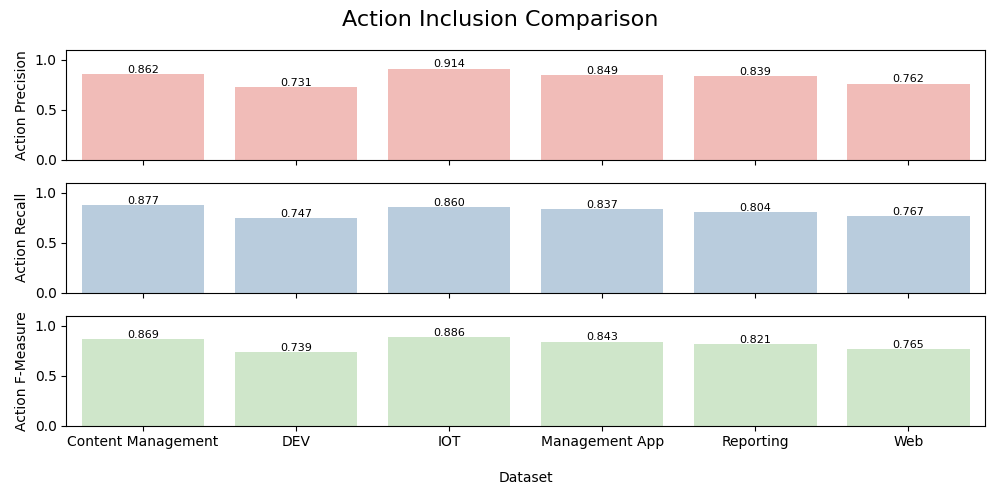 Action Inclusion Comparison
Action Precision
1.0
0.5
0.0
0.862
0.731
0.914
0.849
0.839
0.762
Action Recall
1.0
0.5
0.0
0.877
0.747
0.860
0.837
0.804
0.767
Action F-Measure
1.0
0.5
0.0
0.869
0.739
0.886
0.843
0.821
0.765
Content Management
DEV
IOT
Management App
Reporting
Web
Dataset